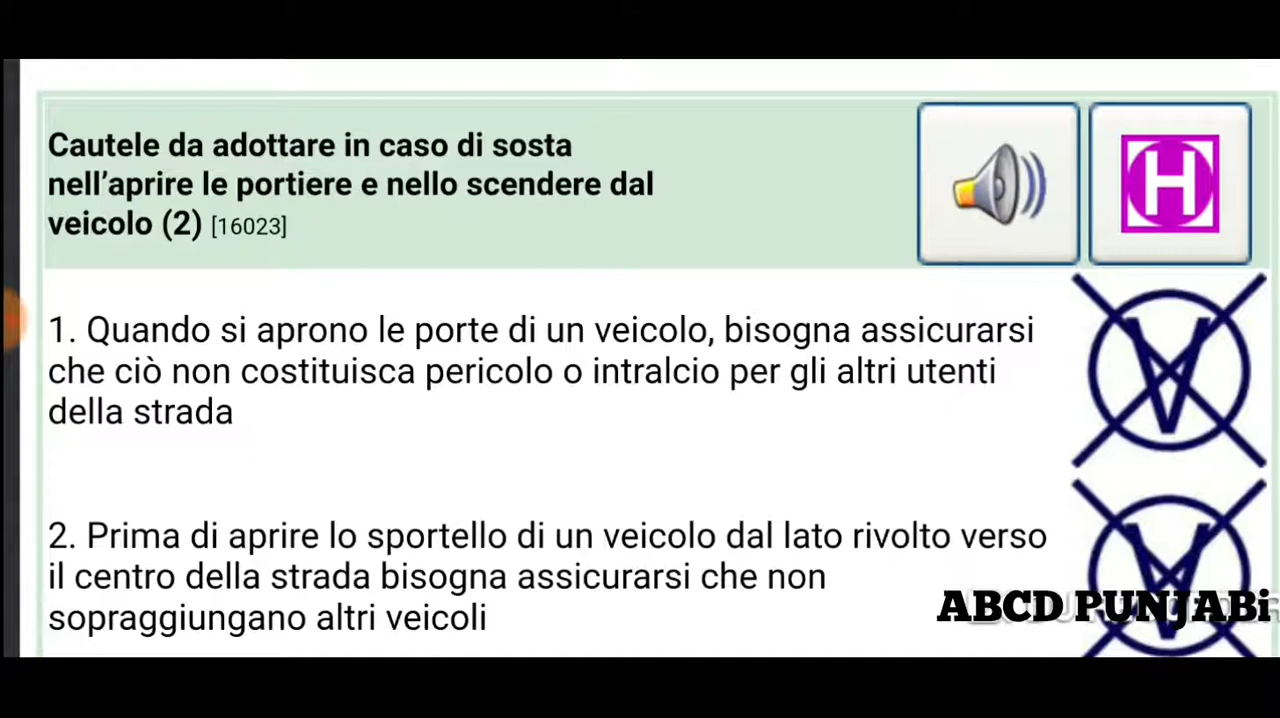 Cautele da adottare in caso di sosta
nell’aprire le portiere e nello scendere dal
veicolo (2) [16023]
H
1. Quando si aprono le porte di un veicolo, bisogna assicurarsi
che ciò non costituisca pericolo o intralcio per gli altri utenti
della strada
V
2. Prima di aprire lo sportello di un veicolo dal lato rivolto verso
il centro della strada bisogna assicurarsi che non
sopraggiungano altri veicoli
V
ABCD PUNJABi